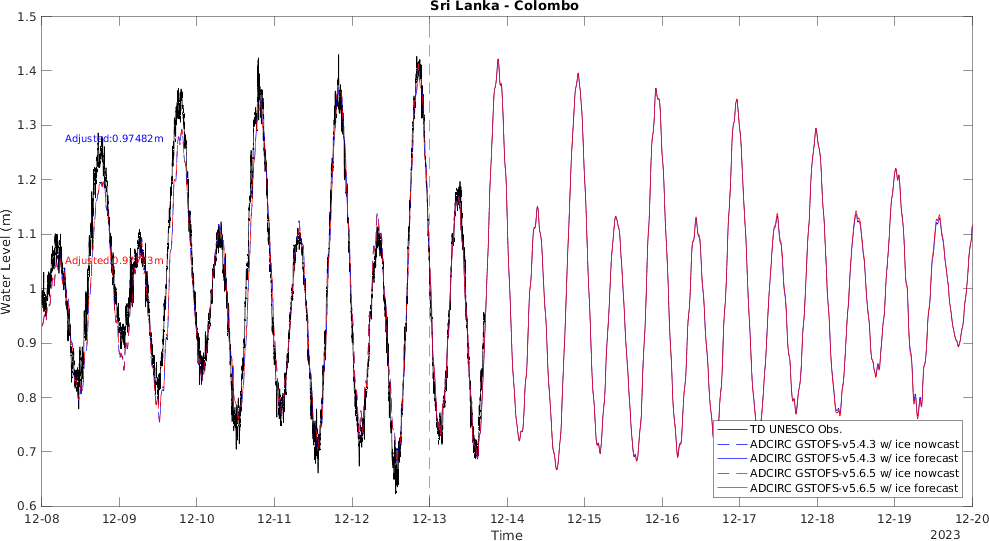 Sri Lanka - Colombo
Water Level (m)
1.5
1.4
1.3
1.2
1.1
1
0.9
0.8
0.7
0.6
Adjusted:0.97482m
TD UNESCO Obs.
ADCIRC GSTOFS-v5.4.3 w/ ice nowcast
ADCIRC GSTOFS-v5.4.3 w/ ice forecast
ADCIRC GSTOFS-v5.6.5 w/ ice nowcast
ADCIRC GSTOFS-v5.6.5 w/ ice forecast
12-08 12-09 12-10 12-11 12-12 12-13 12-14 12-15 12-16 12-17 12-18 12-19 12-20
Time
2023